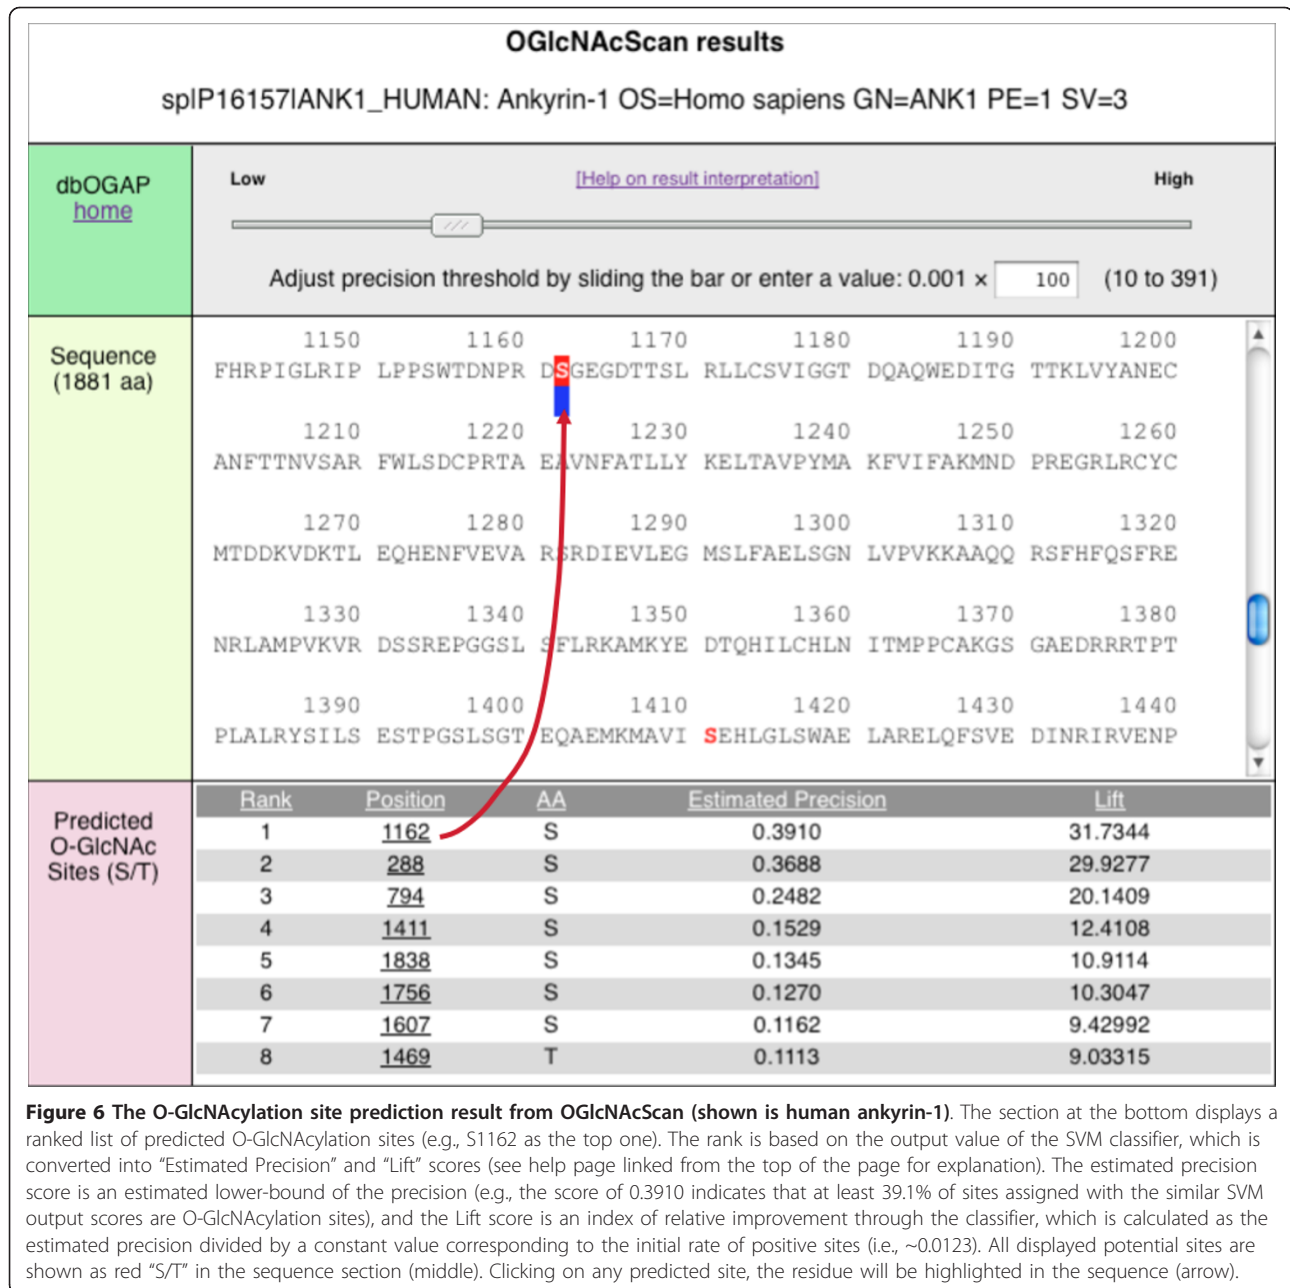 OGlcNAcScan results
sp|P16157|ANK1_HUMAN: Ankyrin-1 OS=Homo sapiens GN=ANK1 PE=1 SV=3
dbOGAP
home
Low [Help on result interpretation] High
Adjust precision threshold by sliding the bar or enter a value: 0.001 × 100 (10 to 391)
Sequence
(1881 aa)
1150 1160 1170 1180 1190 1200
FHRPIGLRIP LPPSWTDNPR DSGEGDTTSL RLLCSVIGGT DQAQWEDITG TTKLVYANEC
1210 1220 1230 1240 1250 1260
ANFTTNVSAR FWLSDCPRTA EAVNFATLLY KELTAVPYMA KFVIFAKMND PREGRLRCYC
1270 1280 1290 1300 1310 1320
MTDDKVDKTL EQHENFVEVA RSRDIEVLEG MSLFAELSGN LVPVKKAAQQ RSFHFQSFRE
1330 1340 1350 1360 1370 1380
NRLAMPVKVR DSSREPGGSL SFLRKAMKYE DTQHILCHLN ITMPPCAKGS GAEDRRRTPT
1390 1400 1410 1420 1430 1440
PLALRYSILS ESTPGSLSGT EQAEMKMAVI SEHLGLSWAE LARELQFSVE DINRIRVENP
Predicted
O-GlcNAc
Sites (S/T)
Rank Position AA Estimated Precision Lift
1 1162 S 0.3910 31.7344
2 288 S 0.3688 29.9277
3 794 S 0.2482 20.1409
4 1411 S 0.1529 12.4108
5 1838 S 0.1345 10.9114
6 1756 S 0.1270 10.3047
7 1607 S 0.1162 9.42992
8 1469 T 0.1113 9.03315
Figure 6 The O-GlcNAcylation site prediction result from OGlcNAcScan (shown is human ankyrin-1). The section at the bottom displays a
ranked list of predicted O-GlcNAcylation sites (e.g., S1162 as the top one). The rank is based on the output value of the SVM classifier, which is
converted into “Estimated Precision” and “Lift” scores (see help page linked from the top of the page for explanation). The estimated precision
score is an estimated lower-bound of the precision (e.g., the score of 0.3910 indicates that at least 39.1% of sites assigned with the similar SVM
output scores are O-GlcNAcylation sites), and the Lift score is an index of relative improvement through the classifier, which is calculated as the
estimated precision divided by a constant value corresponding to the initial rate of positive sites (i.e., ~0.0123). All displayed potential sites are
shown as red “S/T” in the sequence section (middle). Clicking on any predicted site, the residue will be highlighted in the sequence (arrow).